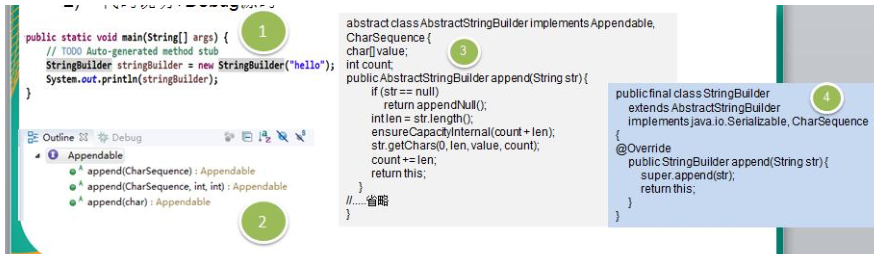 public static void main(String[] args) {
// TODO Auto-generated method stub
StringBuilder stringBuilder = new StringBuilder("hello");
System.out.println(stringBuilder);
}
1
Outline Debug
Appendable
append(CharSequence) : Appendable
append(CharSequence, int, int) : Appendable
append(char) : Appendable
2
abstract class AbstractStringBuilder implements Appendable,
CharSequence {
char[] value;
int count;
public AbstractStringBuilder append(String str) {
if (str == null)
return appendNull();
int len = str.length();
ensureCapacityInternal(count + len);
str.getChars(0, len, value, count);
count += len;
return this;
}
//.....省略
}
3
public final class StringBuilder
extends AbstractStringBuilder
implements java.io.Serializable, CharSequence
{
@Override
public StringBuilder append(String str) {
super.append(str);
return this;
}
}
4